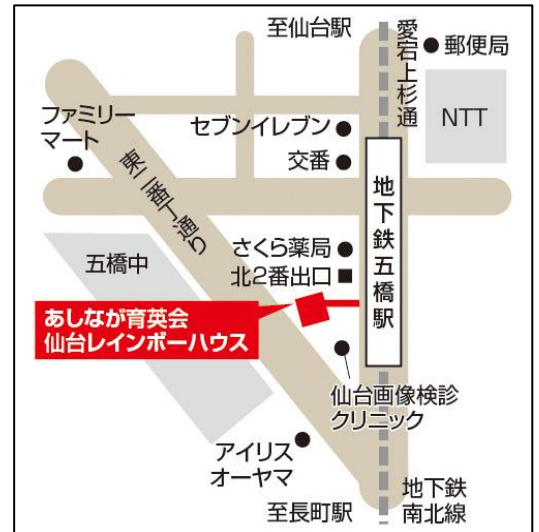 至仙台駅
愛宕上杉通
郵便局
NTT
ファミリー
マート
セブンイレブン
交番
東二番丁通り
地下鉄五橋駅
五橋中
さくら薬局
北2番出口
あしなが育英会
仙台レインボーハウス
仙台画像検診
クリニック
アイリス
オーヤマ
至長町駅
地下鉄
南北線